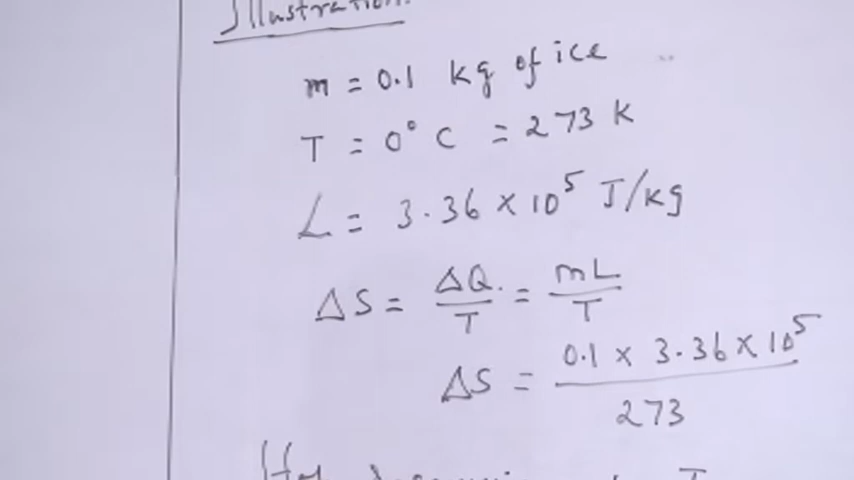 Illustration.
m = 0.1 kg of ice
T = 0° C = 273 K
L = 3.36 × 10⁵ J/kg
ΔS = ΔQ/T = mL/T
ΔS = 0.1 × 3.36 × 10⁵ / 273